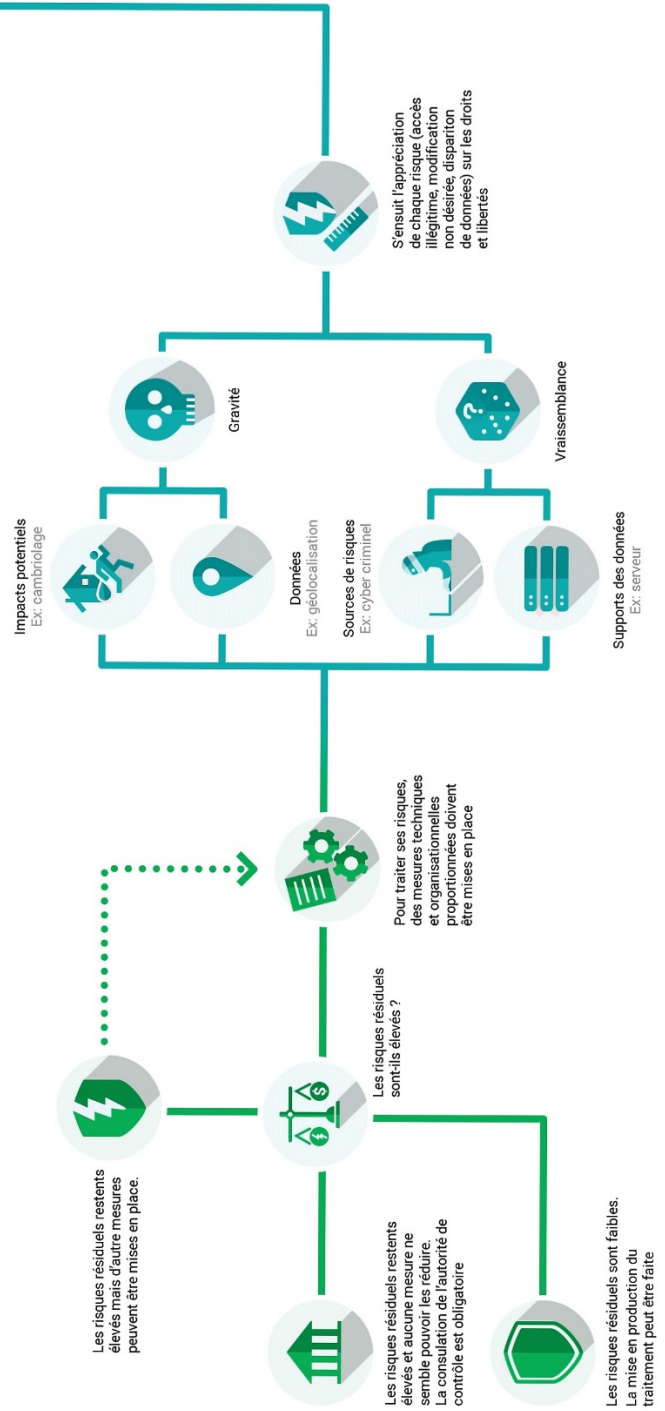 S'ensuit l'appréciation
de chaque risque (accès
illégitime, modification
non désirée, dispariton
de données) sur les droits
et libertés
Gravité
Vraissemblance
Impacts potentiels
Ex: cambriolage
Données
Ex: géolocalisation
Sources de risques
Ex: cyber criminel
Supports des données
Ex: serveur
Pour traiter ses risques,
des mesures techniques
et organisationnelles
proportionnées doivent
être mises en place
Les risques résiduels
sont-ils élevés ?
Les risques résiduels restents
élevés mais d'autre mesures
peuvent être mises en place.
Les risques résiduels restents
élevés et aucune mesure ne
semble pouvoir les réduire.
La consulation de l'autorité de
contrôle est obligatoire
Les risques résiduels sont faibles.
La mise en production du
traitement peut être faite